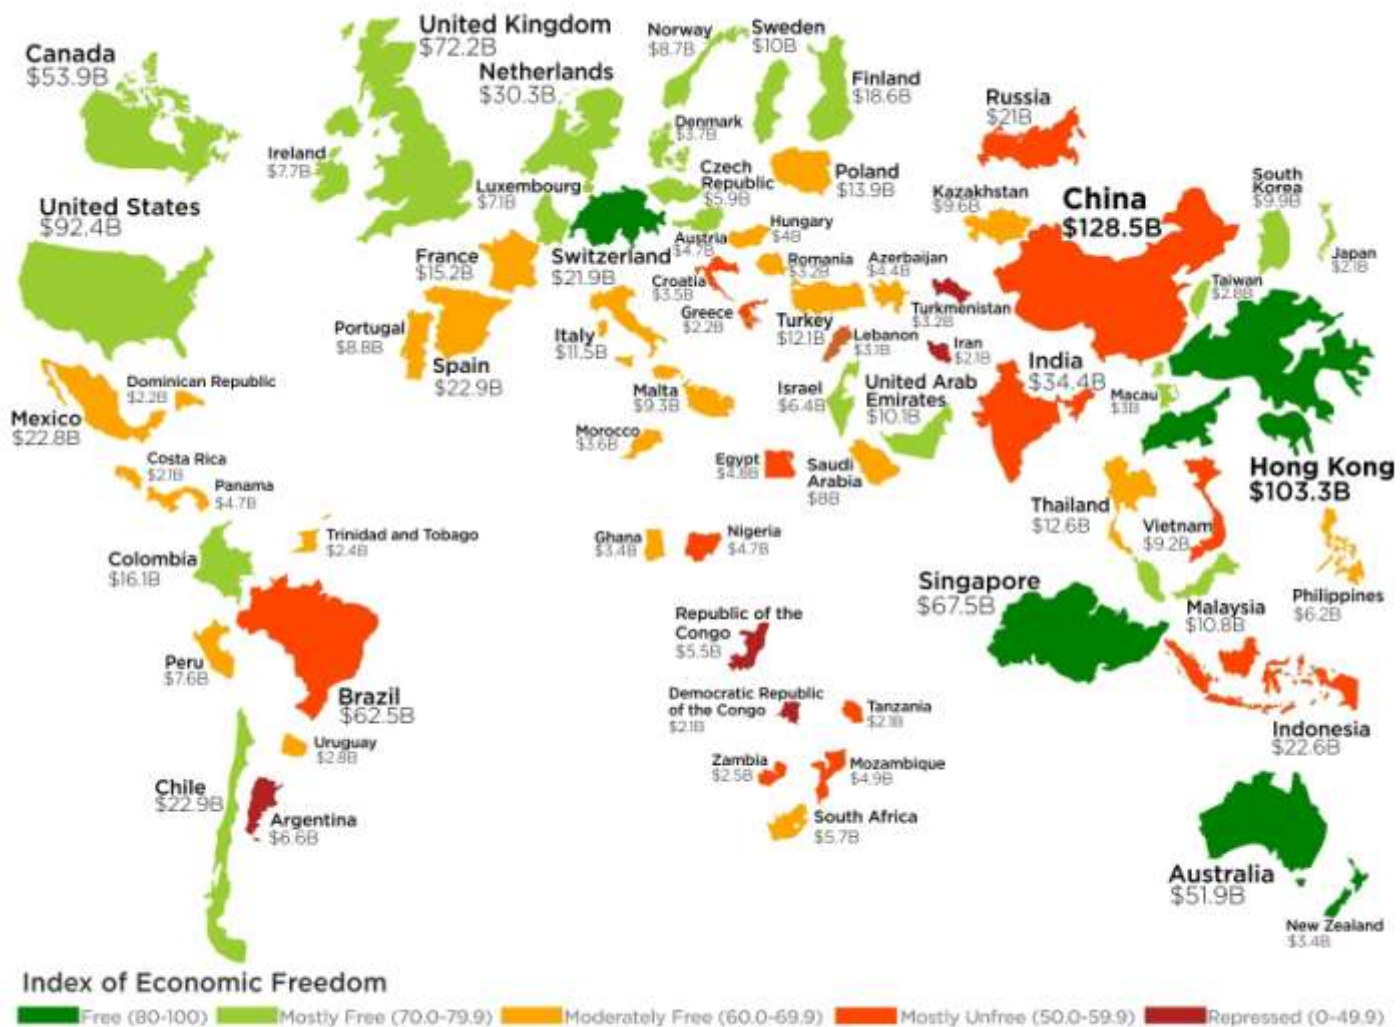 Canada
$53.9B
United Kingdom
$72.2B
Netherlands
$30.3B
Norway
$8.7B
Sweden
$10B
Finland
$18.6B
Russia
$21B
Denmark
$3.7B
Ireland
$7.7B
Luxembourg
$7.1B
Czech
Republic
$5.9B
Poland
$13.9B
Kazakhstan
$9.6B
China
$128.5B
South
Korea
$9.9B
Japan
$2.1B
United States
$92.4B
France
$15.2B
Switzerland
$21.9B
Austria
$4.7B
Hungary
$4B
Croatia
$3.5B
Romania
$3.2B
Azerbaijan
$4.4B
Turkmenistan
$3.2B
Taiwan
$2.8B
Portugal
$8.8B
Spain
$22.9B
Italy
$11.5B
Greece
$2.2B
Turkey
$12.1B
Lebanon
$3.1B
Iran
$2.1B
India
$34.4B
Macau
$3B
Mexico
$22.8B
Dominican Republic
$2.2B
Malta
$9.3B
Israel
$6.4B
United Arab
Emirates
$10.1B
Morocco
$3.6B
Egypt
$4.8B
Saudi
Arabia
$8B
Hong Kong
$103.3B
Costa Rica
$2.1B
Panama
$4.7B
Thailand
$12.6B
Vietnam
$9.2B
Colombia
$16.1B
Trinidad and Tobago
$2.4B
Ghana
$3.4B
Nigeria
$4.7B
Singapore
$67.5B
Malaysia
$10.8B
Philippines
$6.2B
Peru
$7.6B
Brazil
$62.5B
Republic of the
Congo
$5.5B
Democratic Republic
of the Congo
$2.1B
Tanzania
$2.1B
Indonesia
$22.6B
Uruguay
$2.8B
Zambia
$2.5B
Mozambique
$4.9B
Chile
$22.9B
Argentina
$6.6B
South Africa
$5.7B
Australia
$51.9B
New Zealand
$3.4B
Index of Economic Freedom
Free (80-100)
Mostly Free (70.0-79.9)
Moderately Free (60.0-69.9)
Mostly Unfree (50.0-59.9)
Repressed (0-49.9)